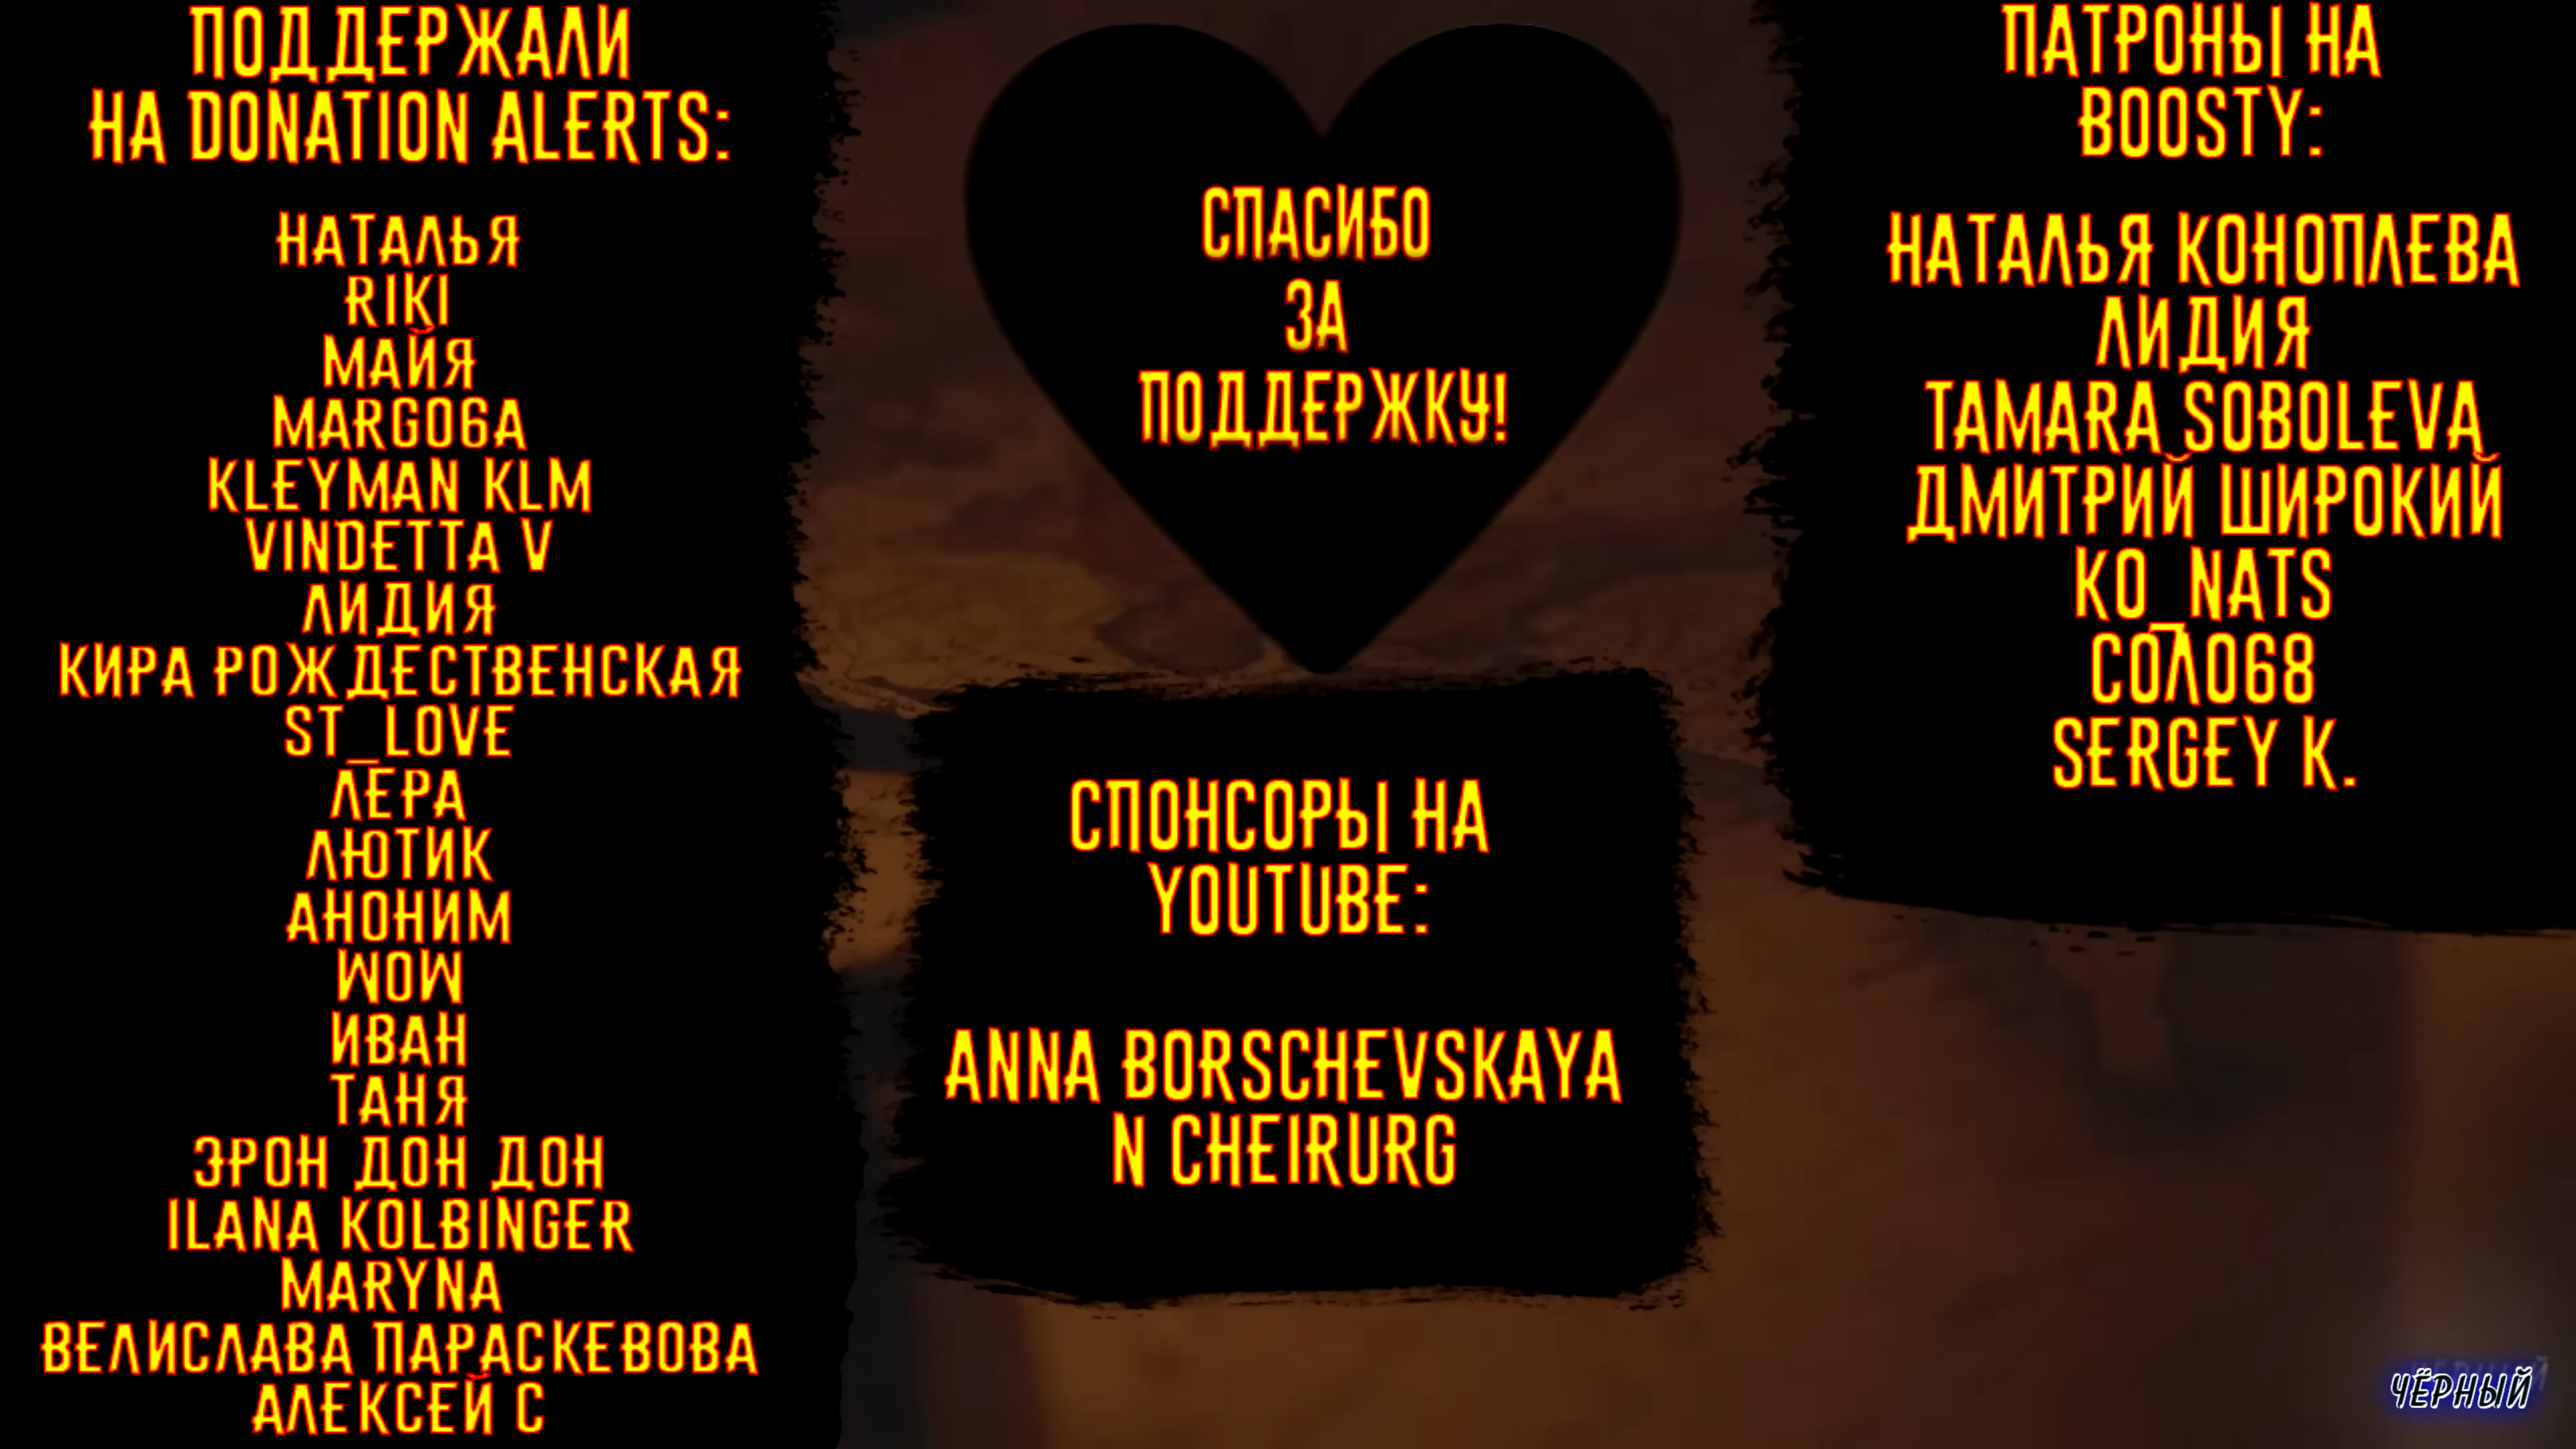 ПОДДЕРЖАЛИ
НА DONATION ALERTS:
НАТАЛЬЯ
RIKI
МАЙЯ
MARGO6A
KLEYMAN KLM
VINDETTA V
ЛИДИЯ
КИРА РОЖДЕСТВЕНСКАЯ
ST_LOVE
ЛЕРА
ЛЮТИК
АНОНИМ
WOW
ИВАН
ТАНЯ
ЭРОН ДОН ДОН
ILANA KOLBINGER
MARYNA
ВЕЛИСЛАВА ПАРАСКЕВОВА
АЛЕКСЕЙ С
СПАСИБО
ЗА
ПОДДЕРЖКУ!
СПОНСОРЫ НА
YOUTUBE:
ANNA BORSCHEVSKAYA
N CHEIRURG
ПАТРОНЫ НА
BOOSTY:
НАТАЛЬЯ КОНОПЛЕВА
ЛИДИЯ
TAMARA SOBOLEVA
ДМИТРИЙ ШИРОКИЙ
KO_NATS
СОЛО68
SERGEY K.
ЧЁРНЫЙ